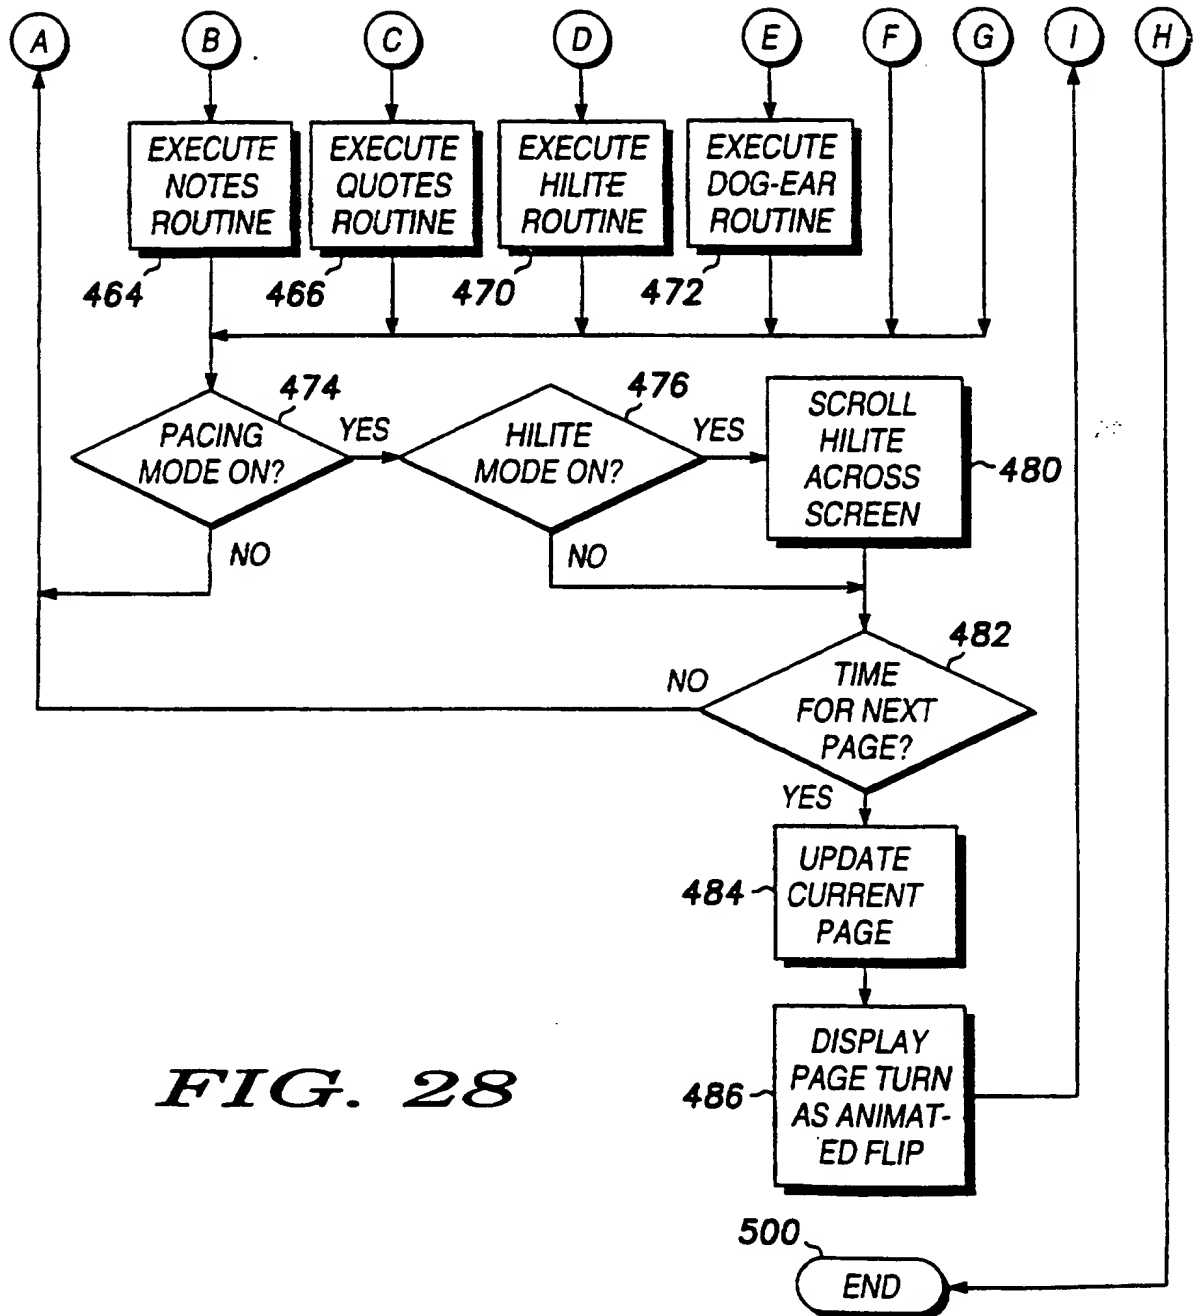 A
B
C
D
E
F
G
I
H
EXECUTE
NOTES
ROUTINE
EXECUTE
QUOTES
ROUTINE
EXECUTE
HILITE
ROUTINE
EXECUTE
DOG-EAR
ROUTINE
464
466
470
472
PACING
MODE ON?
474
YES
NO
HILITE
MODE ON?
476
YES
NO
SCROLL
HILITE
ACROSS
SCREEN
480
TIME
FOR NEXT
PAGE?
482
NO
YES
UPDATE
CURRENT
PAGE
484
DISPLAY
PAGE TURN
AS ANIMAT-
ED FLIP
486
FIG. 28
500
END